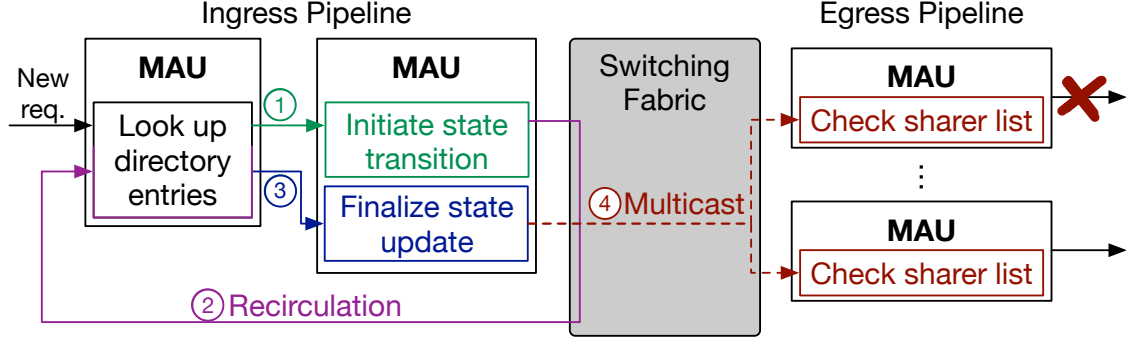 Ingress Pipeline
Egress Pipeline
New
req.
MAU
Look up
directory
entries
①
③
MAU
Initiate state
transition
Finalize state
update
② Recirculation
Switching
Fabric
④ Multicast
MAU
Check sharer list
⋮
MAU
Check sharer list